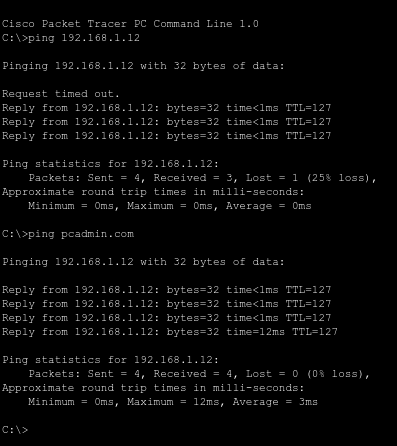 Cisco Packet Tracer PC Command Line 1.0
C:\>ping 192.168.1.12
Pinging 192.168.1.12 with 32 bytes of data:
Request timed out.
Reply from 192.168.1.12: bytes=32 time<1ms TTL=127
Reply from 192.168.1.12: bytes=32 time<1ms TTL=127
Reply from 192.168.1.12: bytes=32 time<1ms TTL=127
Ping statistics for 192.168.1.12:
    Packets: Sent = 4, Received = 3, Lost = 1 (25% loss),
Approximate round trip times in milli-seconds:
    Minimum = 0ms, Maximum = 0ms, Average = 0ms
C:\>ping pcadmin.com
Pinging 192.168.1.12 with 32 bytes of data:
Reply from 192.168.1.12: bytes=32 time<1ms TTL=127
Reply from 192.168.1.12: bytes=32 time<1ms TTL=127
Reply from 192.168.1.12: bytes=32 time<1ms TTL=127
Reply from 192.168.1.12: bytes=32 time=12ms TTL=127
Ping statistics for 192.168.1.12:
    Packets: Sent = 4, Received = 4, Lost = 0 (0% loss),
Approximate round trip times in milli-seconds:
    Minimum = 0ms, Maximum = 12ms, Average = 3ms
C:\>